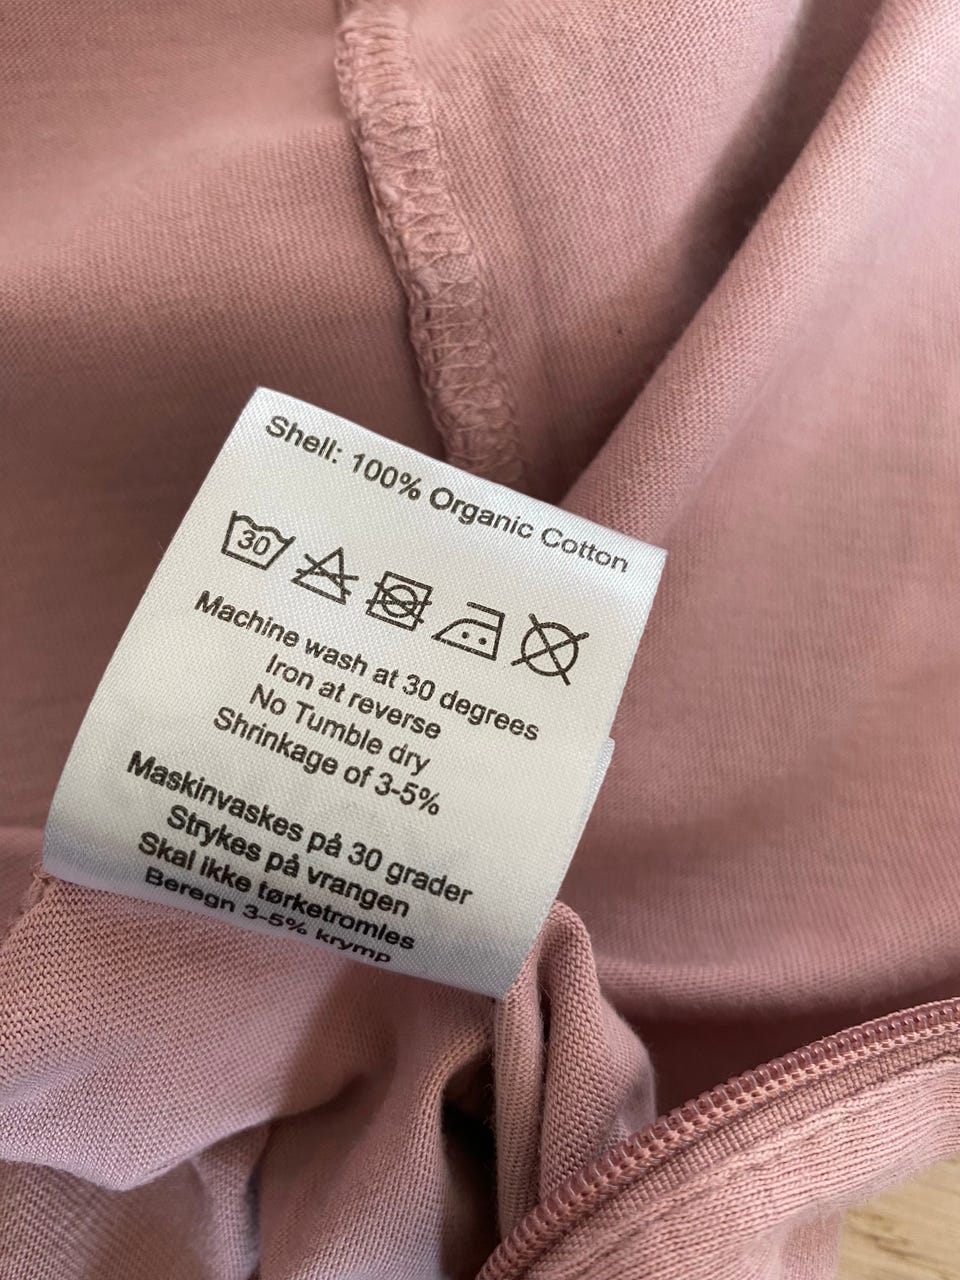 Shell: 100% Organic Cotton
30
Machine wash at 30 degrees
Iron at reverse
No Tumble dry
Shrinkage of 3-5%
Maskinvaskes på 30 grader
Strykes på vrangen
Skal ikke tørketromles
Beregn 3-5% krymp